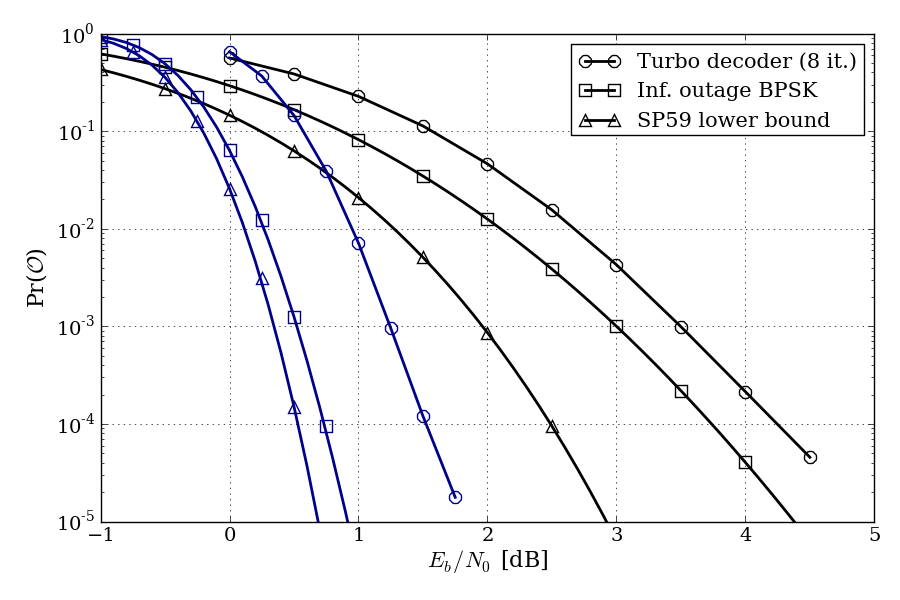 10^0
10^-1
10^-2
10^-3
10^-4
10^-5
Pr(𝒪)
Turbo decoder (8 it.)
Inf. outage BPSK
SP59 lower bound
−1 0 1 2 3 4 5
E_b/N_0 [dB]